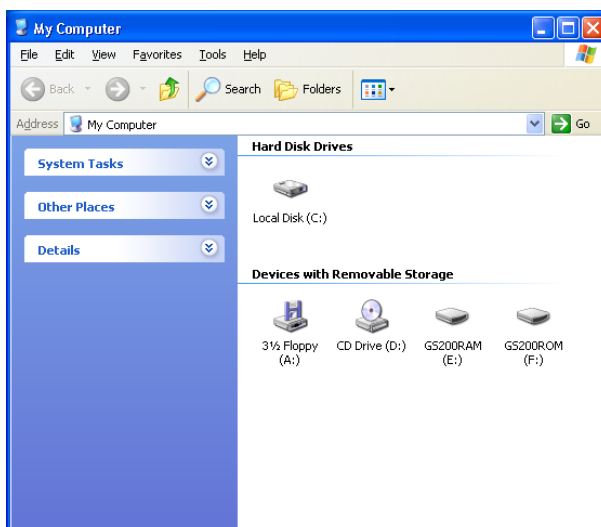 My Computer
File Edit View Favorites Tools Help
Back Search Folders
Address My Computer Go
System Tasks
Other Places
Details
Hard Disk Drives
Local Disk (C:)
Devices with Removable Storage
3½ Floppy (A:)
CD Drive (D:)
GS200RAM (E:)
GS200ROM (F:)